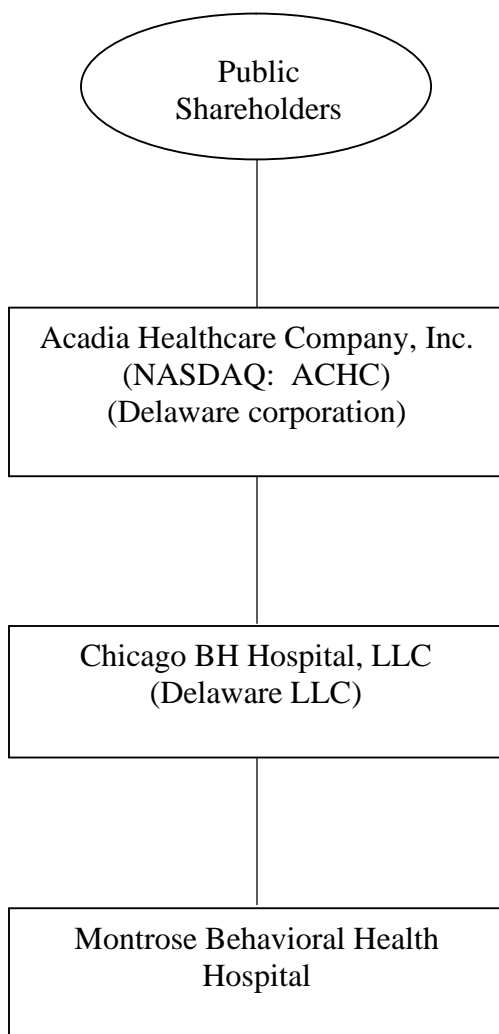 Public
Shareholders
Acadia Healthcare Company, Inc.
(NASDAQ:  ACHC)
(Delaware corporation)
Chicago BH Hospital, LLC
(Delaware LLC)
Montrose Behavioral Health
Hospital